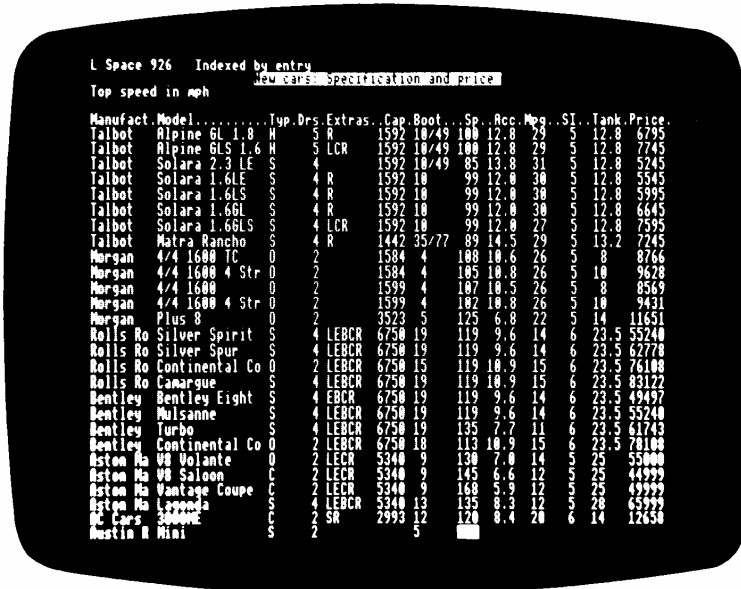 L Space 926 Indexed by entry
New cars: Specification and price
Top speed in mph
Manufact.Model..........Typ.Drs.Extras..Cap.Boot...Sp..Acc.Mpg..SI..Tank.Price.
Talbot Alpine GL 1.8 H 5 R 1592 10/49 100 12.8 29 5 12.8 6795
Talbot Alpine GLS 1.6 H 5 LCR 1592 10/49 100 12.8 29 5 12.8 7745
Talbot Solara 2.3 LE S 4 1592 10/49 85 13.8 31 5 12.8 5245
Talbot Solara 1.6LE S 4 R 1592 10 99 12.0 30 5 12.8 5545
Talbot Solara 1.6LS S 4 R 1592 10 99 12.0 30 5 12.8 5995
Talbot Solara 1.6GL S 4 R 1592 10 99 12.0 30 5 12.8 6645
Talbot Solara 1.6GLS S 4 LCR 1592 10 99 12.0 27 5 12.8 7595
Talbot Matra Rancho S 4 R 1442 35/77 89 14.5 29 5 13.2 7245
Morgan 4/4 1600 TC O 2 1584 4 108 10.6 26 5 8 8766
Morgan 4/4 1600 4 Str O 2 1584 4 105 10.8 26 5 10 9628
Morgan 4/4 1600 O 2 1599 4 107 10.5 26 5 8 8569
Morgan 4/4 1600 4 Str O 2 1599 4 102 10.8 26 5 10 9431
Morgan Plus 8 O 2 3523 5 125 6.8 22 5 14 11651
Rolls Ro Silver Spirit S 4 LEBCR 6750 19 119 9.6 14 6 23.5 55240
Rolls Ro Silver Spur S 4 LEBCR 6750 19 119 9.6 14 6 23.5 62778
Rolls Ro Continental Co O 2 LEBCR 6750 15 119 10.9 15 6 23.5 76108
Rolls Ro Camargue S 4 LEBCR 6750 19 119 10.9 15 6 23.5 83122
Bentley Bentley Eight S 4 EBCR 6750 19 119 9.6 14 6 23.5 49497
Bentley Mulsanne S 4 LEBCR 6750 19 119 9.6 14 6 23.5 55240
Bentley Turbo S 4 LEBCR 6750 19 135 7.7 11 6 23.5 61743
Bentley Continental Co O 2 LEBCR 6750 18 113 10.9 15 6 23.5 78108
Aston Ma V8 Volante O 2 LECR 5340 9 130 7.0 14 5 25 55000
Aston Ma V8 Saloon C 2 LECR 5340 9 145 6.6 12 5 25 44999
Aston Ma Vantage Coupe C 2 LECR 5340 9 168 5.9 12 5 25 49999
Aston Ma Lagonda S 4 LEBCR 5340 13 135 8.3 12 5 28 65999
AC Cars 3000ME C 2 SR 2993 12 120 8.4 20 6 14 12650
Austin R Mini S 2 5